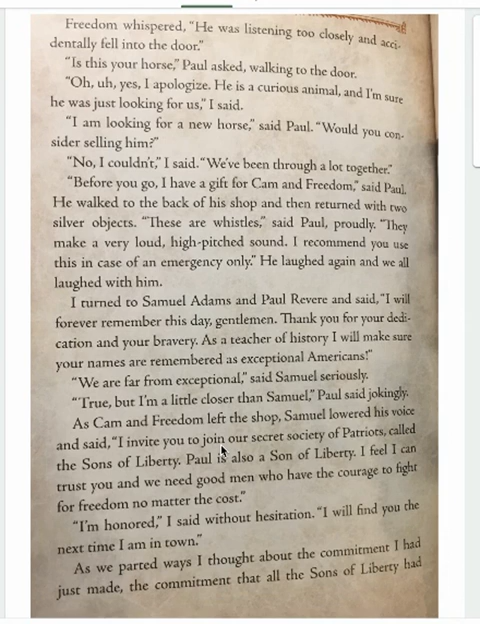 Freedom whispered, “He was listening too closely and acci-
dentally fell into the door.”
“Is this your horse,” Paul asked, walking to the door.
“Oh, uh, yes, I apologize. He is a curious animal, and I’m sure
he was just looking for us,” I said.
“I am looking for a new horse,” said Paul. “Would you con-
sider selling him?”
“No, I couldn’t,” I said. “We’ve been through a lot together.”
“Before you go, I have a gift for Cam and Freedom,” said Paul.
He walked to the back of his shop and then returned with two
silver objects. “These are whistles,” said Paul, proudly. “They
make a very loud, high-pitched sound. I recommend you use
this in case of an emergency only.” He laughed again and we all
laughed with him.
I turned to Samuel Adams and Paul Revere and said, “I will
forever remember this day, gentlemen. Thank you for your dedi-
cation and your bravery. As a teacher of history I will make sure
your names are remembered as exceptional Americans!”
“We are far from exceptional,” said Samuel seriously.
“True, but I’m a little closer than Samuel,” Paul said jokingly.
As Cam and Freedom left the shop, Samuel lowered his voice
and said, “I invite you to join our secret society of Patriots, called
the Sons of Liberty. Paul is also a Son of Liberty. I feel I can
trust you and we need good men who have the courage to fight
for freedom no matter the cost.”
“I’m honored,” I said without hesitation. “I will find you the
next time I am in town.”
As we parted ways I thought about the commitment I had
just made, the commitment that all the Sons of Liberty had